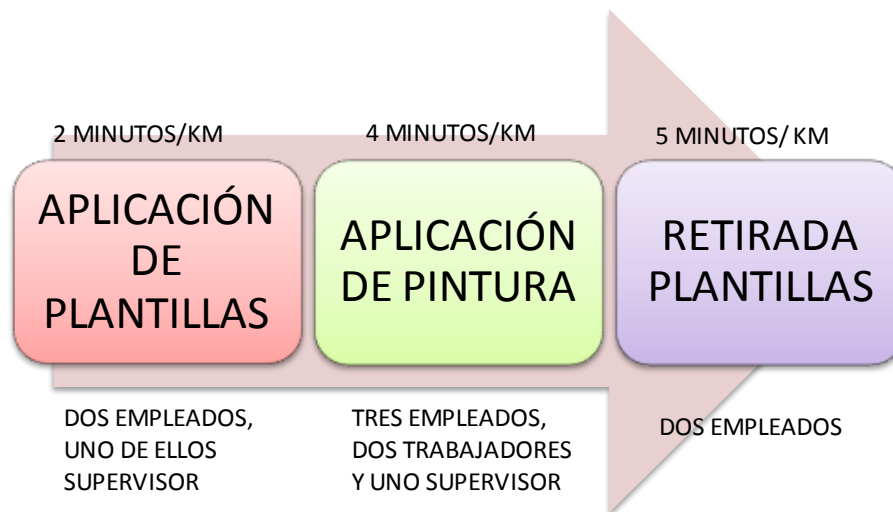 2 MINUTOS/KM
4 MINUTOS/KM
5 MINUTOS/ KM
APLICACIÓN
DE
PLANTILLAS
APLICACIÓN
DE PINTURA
RETIRADA
PLANTILLAS
DOS EMPLEADOS,
UNO DE ELLOS
SUPERVISOR
TRES EMPLEADOS,
DOS TRABAJADORES
Y UNO SUPERVISOR
DOS EMPLEADOS